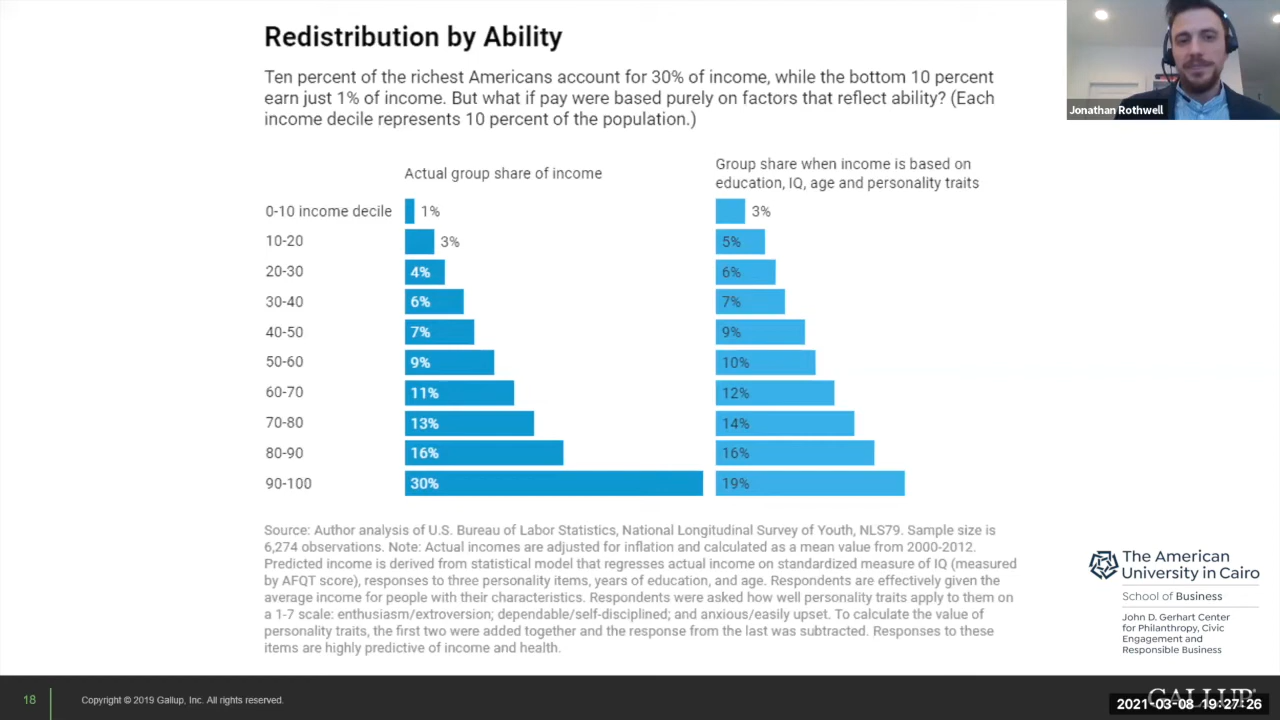 Redistribution by Ability
Ten percent of the richest Americans account for 30% of income, while the bottom 10 percent
earn just 1% of income. But what if pay were based purely on factors that reflect ability? (Each
income decile represents 10 percent of the population.)
Jonathan Rothwell
Actual group share of income
Group share when income is based on
education, IQ, age and personality traits
0-10 income decile 1% 3%
10-20 3% 5%
20-30 4% 6%
30-40 6% 7%
40-50 7% 9%
50-60 9% 10%
60-70 11% 12%
70-80 13% 14%
80-90 16% 16%
90-100 30% 19%
Source: Author analysis of U.S. Bureau of Labor Statistics, National Longitudinal Survey of Youth, NLS79. Sample size is
6,274 observations. Note: Actual incomes are adjusted for inflation and calculated as a mean value from 2000-2012.
Predicted income is derived from statistical model that regresses actual income on standardized measure of IQ (measured
by AFQT score), responses to three personality items, years of education, and age. Respondents are effectively given the
average income for people with their characteristics. Respondents were asked how well personality traits apply to them on
a 1-7 scale: enthusiasm/extroversion; dependable/self-disciplined; and anxious/easily upset. To calculate the value of
personality traits, the first two were added together and the response from the last was subtracted. Responses to these
items are highly predictive of income and health.
The American
University in Cairo
School of Business
John D. Gerhart Center
for Philanthropy, Civic
Engagement and
Responsible Business
18
Copyright © 2019 Gallup, Inc. All rights reserved.
GALLUP®
2021-03-08 19:27:26